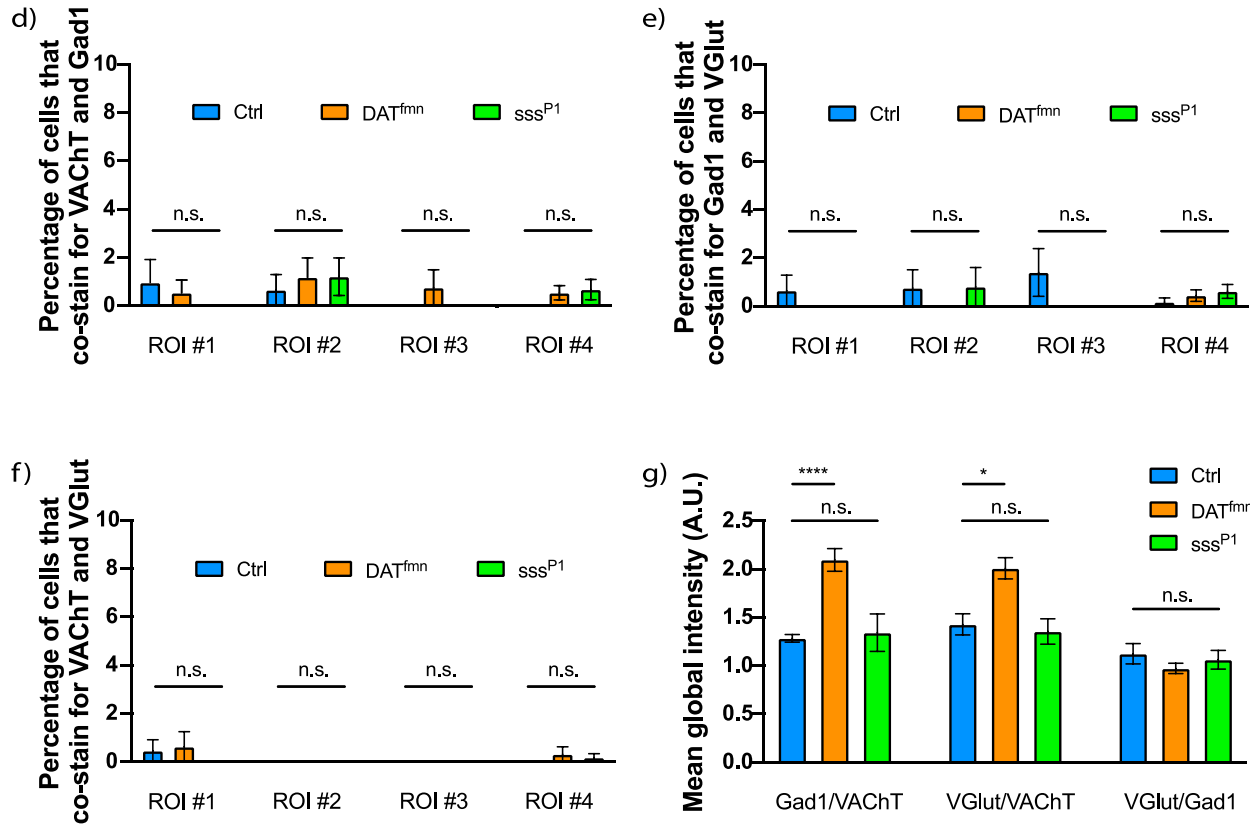 d)
Percentage of cells that
co-stain for VAChT and Gad1
10
8
6
4
2
0
Ctrl
DATfmn
sssP1
n.s.
n.s.
n.s.
n.s.
ROI #1
ROI #2
ROI #3
ROI #4
e)
Percentage of cells that
co-stain for Gad1 and VGlut
10
8
6
4
2
0
Ctrl
DATfmn
sssP1
n.s.
n.s.
n.s.
n.s.
ROI #1
ROI #2
ROI #3
ROI #4
f)
Percentage of cells that
co-stain for VAChT and VGlut
10
8
6
4
2
0
Ctrl
DATfmn
sssP1
n.s.
n.s.
n.s.
n.s.
ROI #1
ROI #2
ROI #3
ROI #4
g)
Mean global intensity (A.U.)
2.5
2.0
1.5
1.0
0.5
0.0
Ctrl
DATfmn
sssP1
****
n.s.
*
n.s.
n.s.
Gad1/VAChT
VGlut/VAChT
VGlut/Gad1